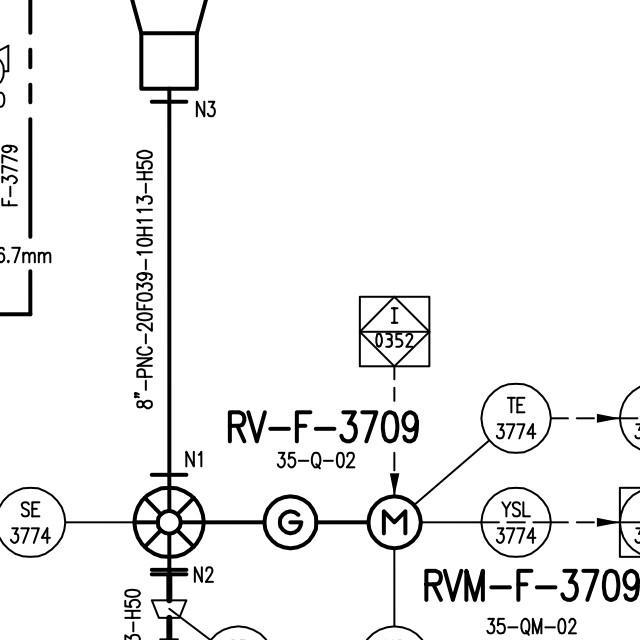 N3
F-3779
8"-PNC-20F039-10H113-H50
6.7mm
I
0352
TE
3774
RV-F-3709
35-Q-02
N1
SE
3774
G
M
YSL
3774
N2
RVM-F-3709
35-QM-02
3-H50